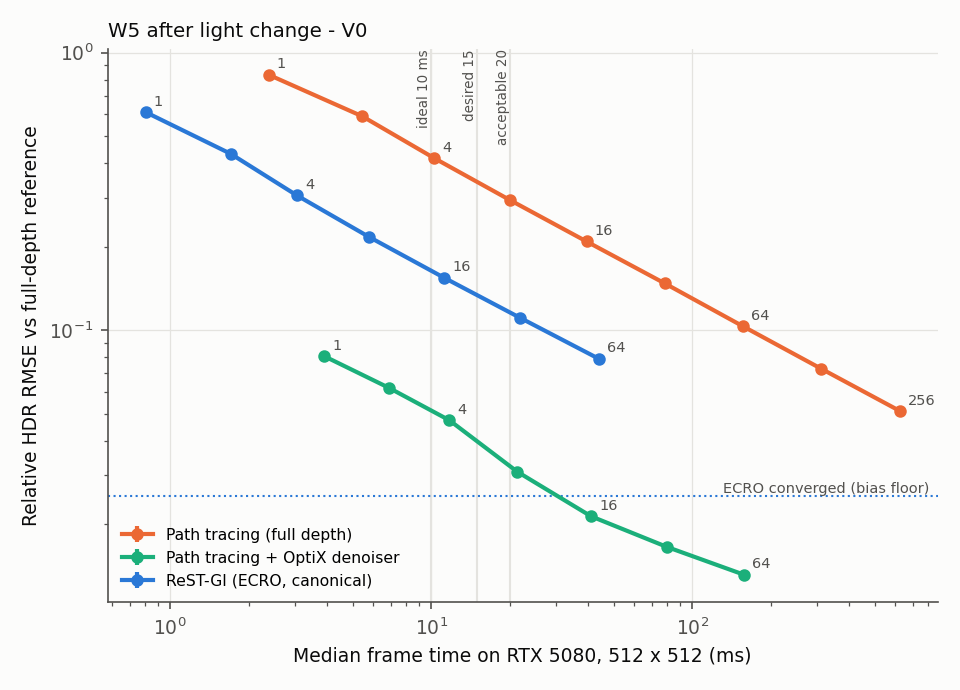 W5 after light change - V0
Relative HDR RMSE vs full-depth reference
10⁰
10⁻¹
ideal 10 ms
desired 15
acceptable 20
1
4
16
64
256
1
4
16
64
1
4
16
64
ECRO converged (bias floor)
Path tracing (full depth)
Path tracing + OptiX denoiser
ReST-GI (ECRO, canonical)
10⁰
10¹
10²
Median frame time on RTX 5080, 512 x 512 (ms)